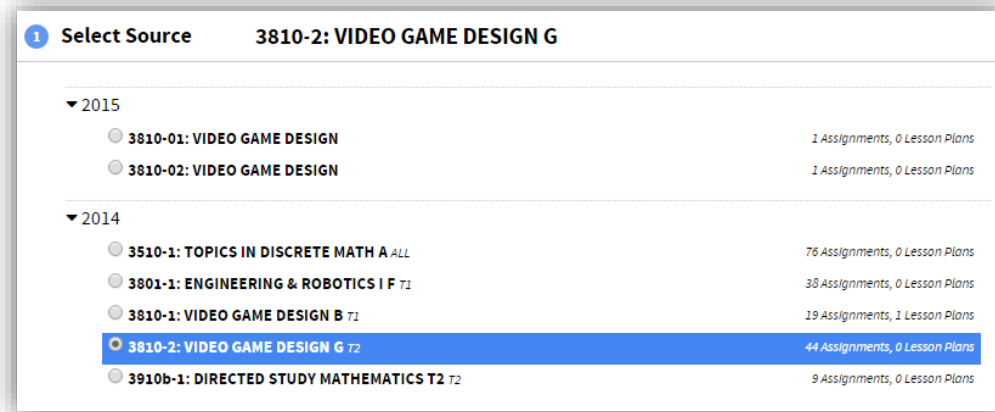 1 Select Source 3810-2: VIDEO GAME DESIGN G
2015
3810-01: VIDEO GAME DESIGN 1 Assignments, 0 Lesson Plans
3810-02: VIDEO GAME DESIGN 1 Assignments, 0 Lesson Plans
2014
3510-1: TOPICS IN DISCRETE MATH A ALL 76 Assignments, 0 Lesson Plans
3801-1: ENGINEERING & ROBOTICS I F T1 38 Assignments, 0 Lesson Plans
3810-1: VIDEO GAME DESIGN B T1 19 Assignments, 1 Lesson Plans
3810-2: VIDEO GAME DESIGN G T2 44 Assignments, 0 Lesson Plans
3910b-1: DIRECTED STUDY MATHEMATICS T2 T2 9 Assignments, 0 Lesson Plans